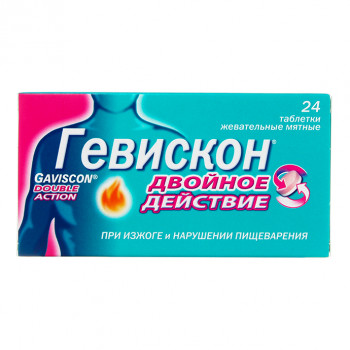 24
таблетки
жевательные мятные
Гевискон®
GAVISCON®
DOUBLE
ACTION
ДВОЙНОЕ
ДЕЙСТВИЕ
ПРИ ИЗЖОГЕ и НАРУШЕНИИ ПИЩЕВАРЕНИЯ